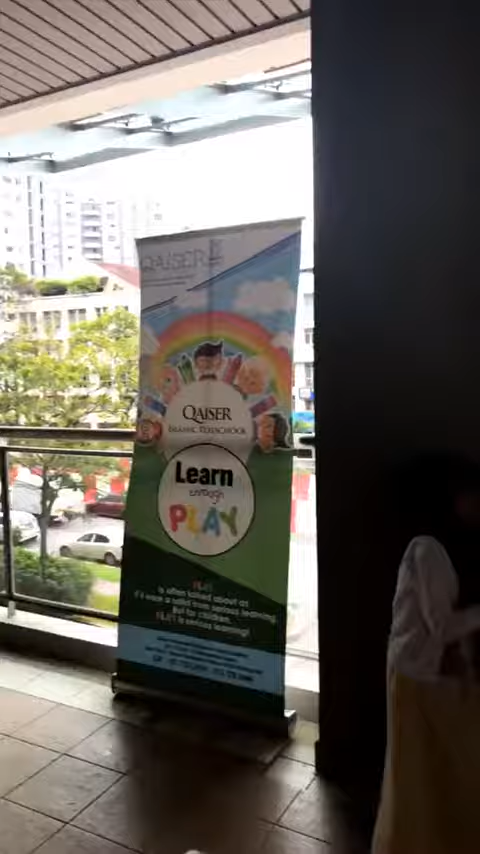 QAISER
QAISER
ISLAMIC PRESCHOOL
Learn
through
PLAY
PLAY
is often talked about as
if it were a relief from serious learning.
But for children,
PLAY is serious learning!